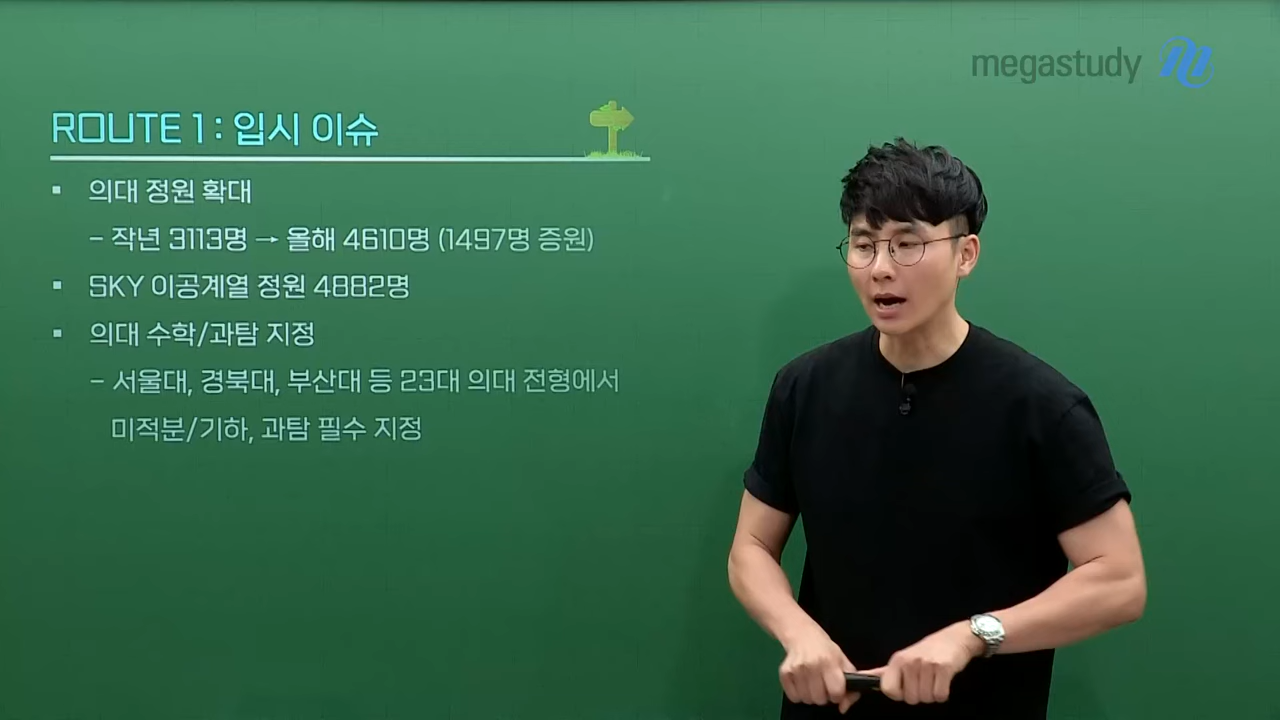 megastudy
ROUTE 1 : 입시 이슈
▪ 의대 정원 확대
– 작년 3113명 → 올해 4610명 (1497명 증원)
▪ SKY 이공계열 정원 4882명
▪ 의대 수학/과탐 지정
– 서울대, 경북대, 부산대 등 23대 의대 전형에서
미적분/기하, 과탐 필수 지정